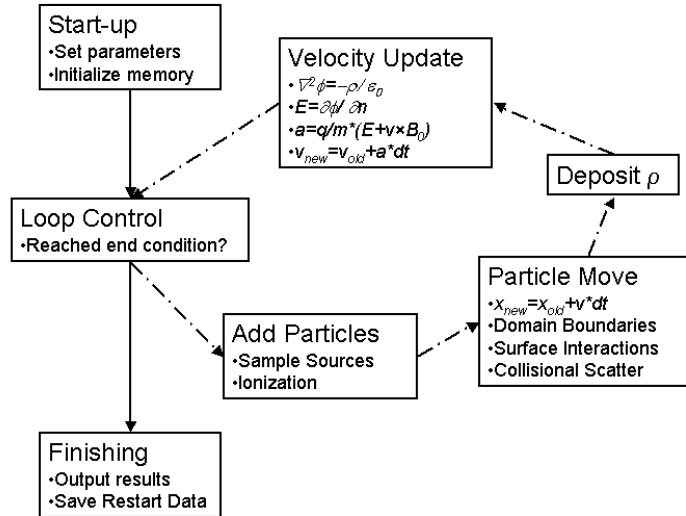 Start-up
•Set parameters
•Initialize memory
Velocity Update
•∇²ϕ=−ρ/ε₀
•E=∂ϕ/∂n
•a=q/m*(E+v×B₀)
•v_new=v_old+a*dt
Deposit ρ
Loop Control
•Reached end condition?
Particle Move
•x_new=x_old+v*dt
•Domain Boundaries
•Surface Interactions
•Collisional Scatter
Add Particles
•Sample Sources
•Ionization
Finishing
•Output results
•Save Restart Data